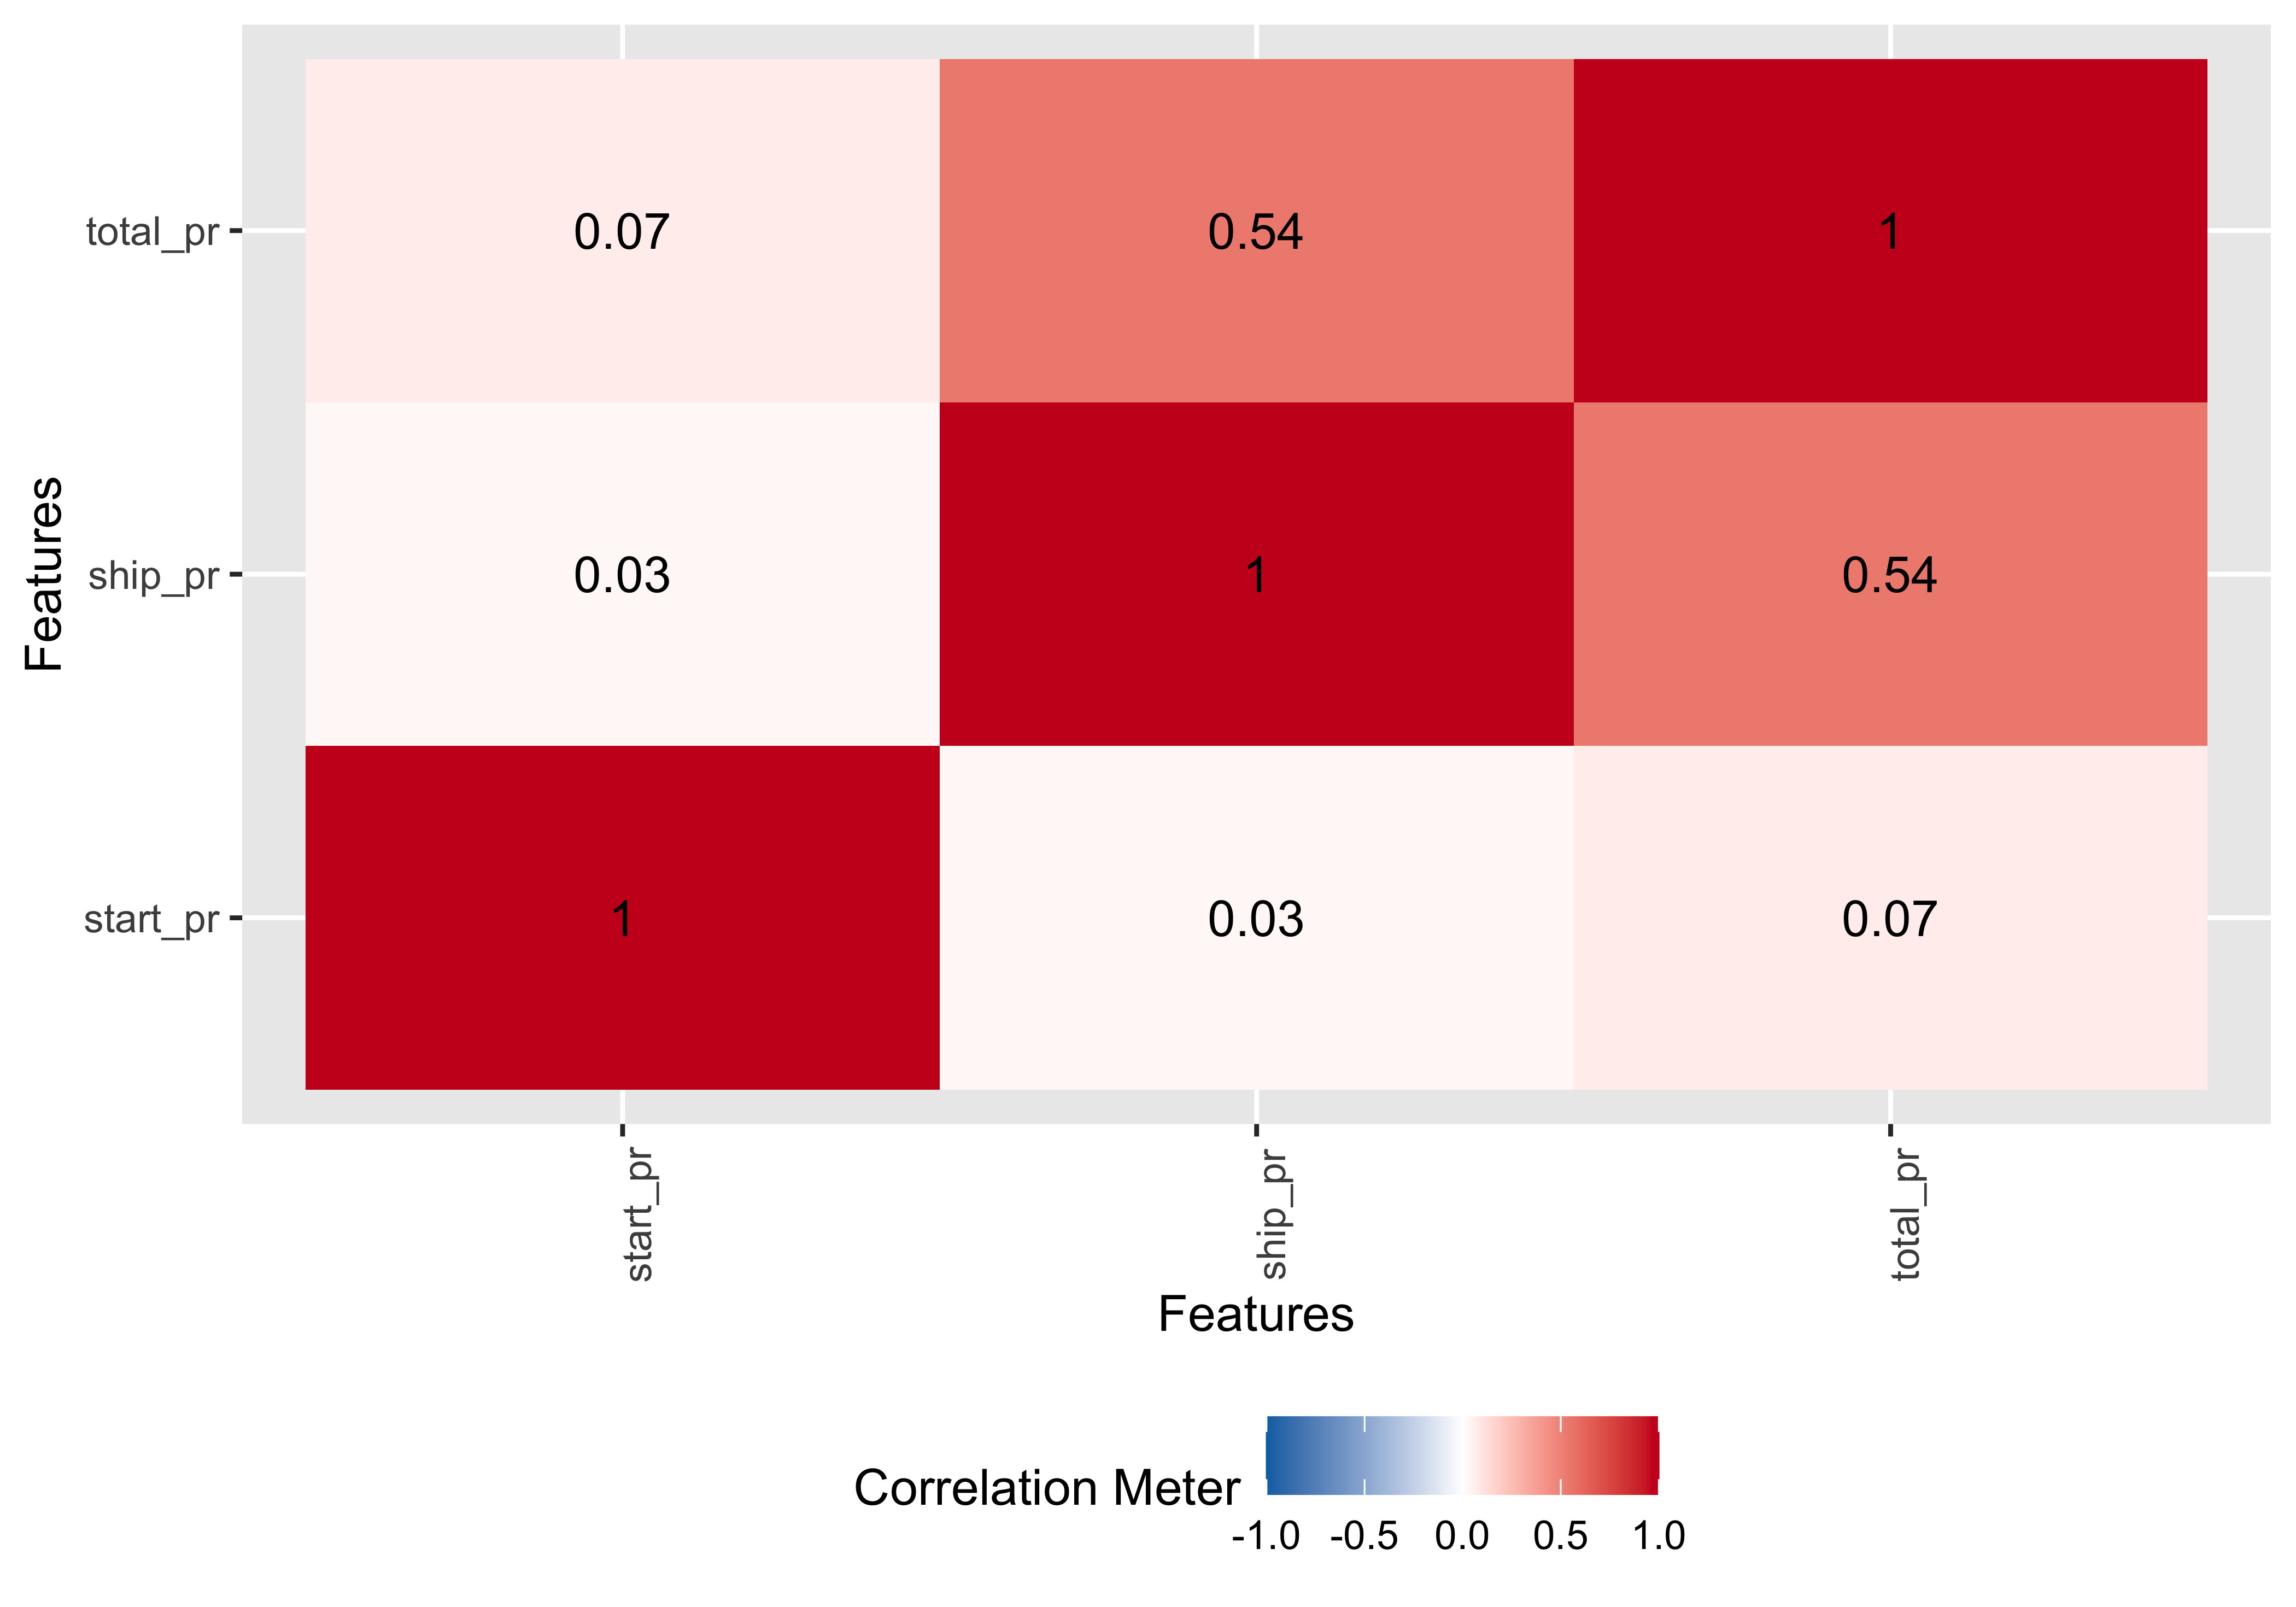 total_pr
0.07 0.54 1
ship_pr
0.03 1 0.54
start_pr
1 0.03 0.07
Features
start_pr ship_pr total_pr
Features
Correlation Meter
-1.0 -0.5 0.0 0.5 1.0